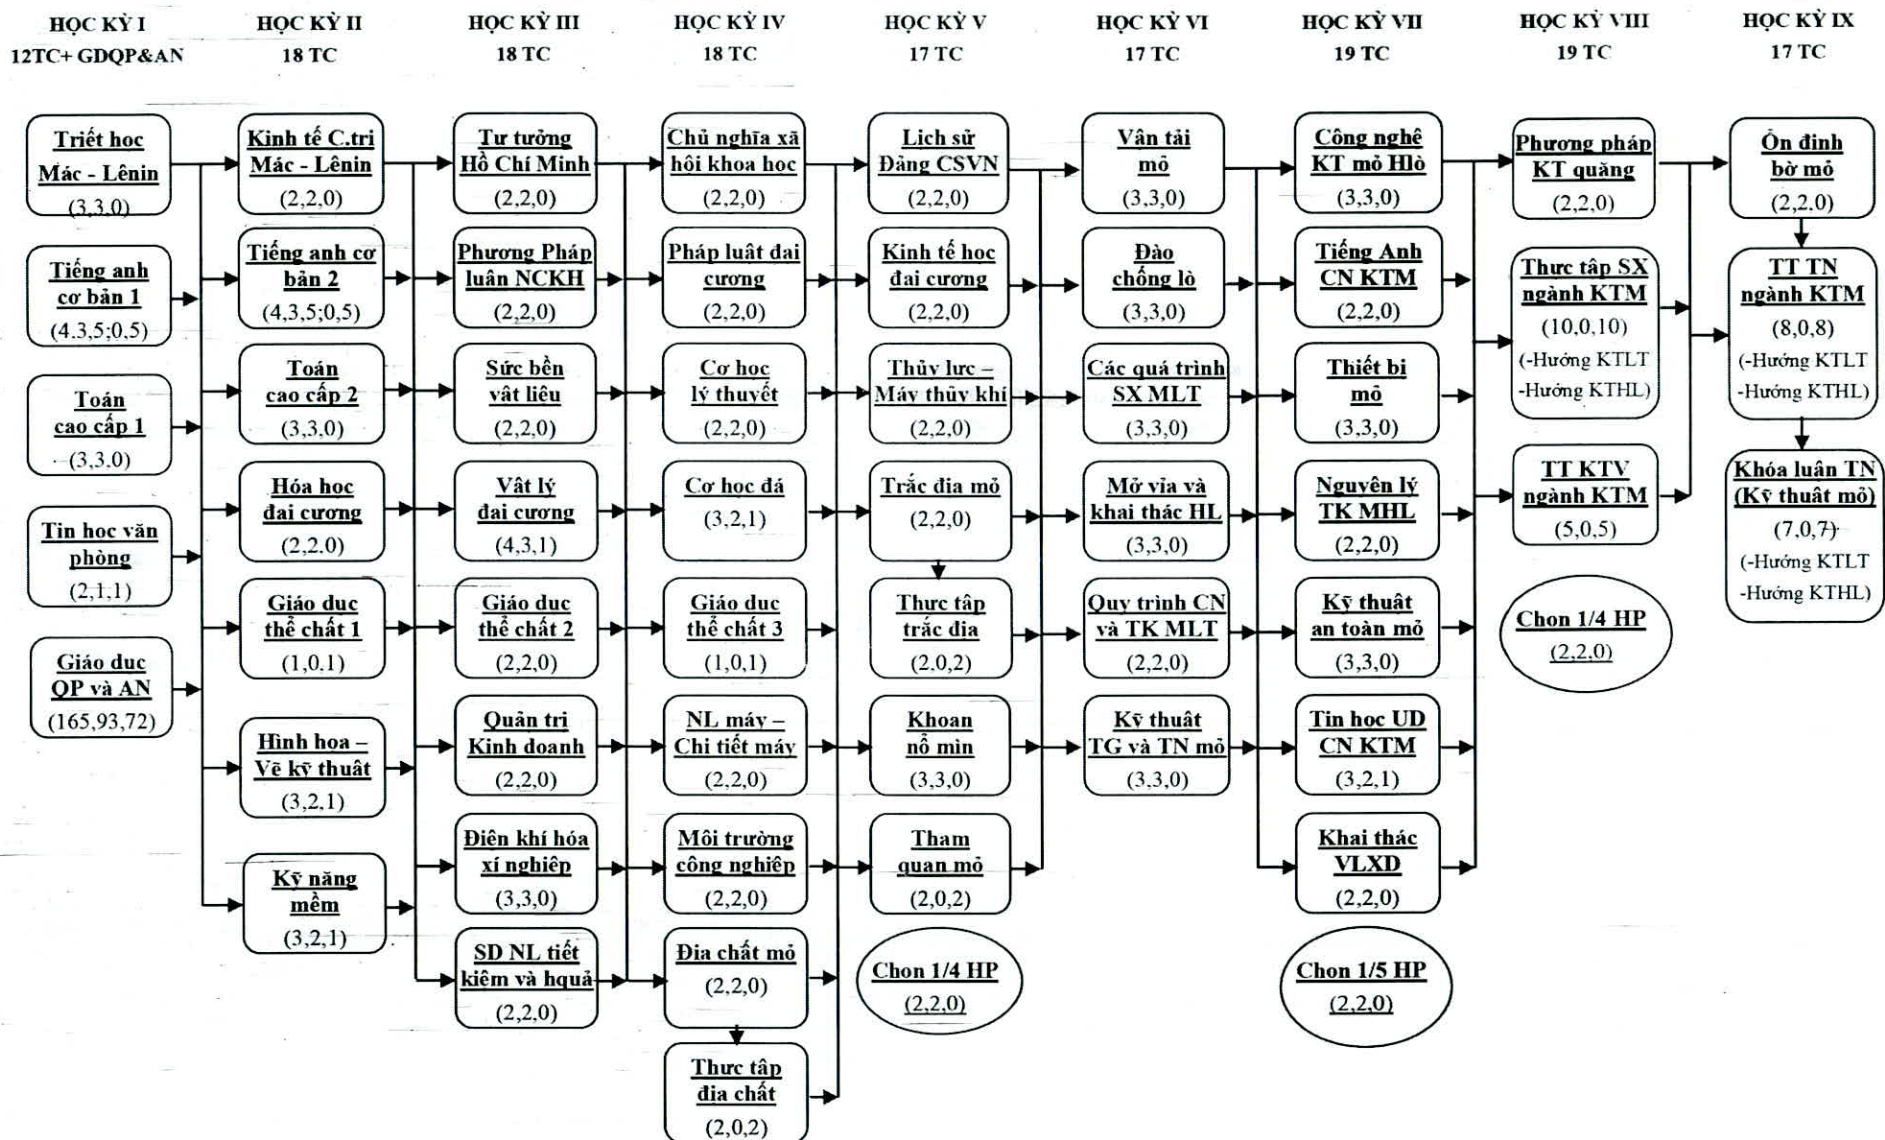 HỌC KỲ I
12TC+ GDQP&AN
Triết học
Mác - Lênin
(3,3,0)
Tiếng anh
cơ bản 1
(4.3,5;0,5)
Toán
cao cấp 1
(3,3,0)
Tin học văn
phòng
(2,1,1)
Giáo dục
QP và AN
(165,93,72)
HỌC KỲ II
18 TC
Kinh tế C.trị
Mác - Lênin
(2,2,0)
Tiếng anh cơ
bản 2
(4,3,5;0,5)
Toán
cao cấp 2
(3,3,0)
Hóa học
đại cương
(2,2,0)
Giáo dục
thể chất 1
(1,0,1)
Hình họa –
Vẽ kỹ thuật
(3,2,1)
Kỹ năng
mềm
(3,2,1)
HỌC KỲ III
18 TC
Tư tưởng
Hồ Chí Minh
(2,2,0)
Phương Pháp
luận NCKH
(2,2,0)
Sức bền
vật liệu
(2,2,0)
Vật lý
đại cương
(4,3,1)
Giáo dục
thể chất 2
(2,2,0)
Quản trị
Kinh doanh
(2,2,0)
Điện khí hóa
xí nghiệp
(3,3,0)
SD NL tiết
kiệm và hquả
(2,2,0)
HỌC KỲ IV
18 TC
Chủ nghĩa xã
hội khoa học
(2,2,0)
Pháp luật đại
cương
(2,2,0)
Cơ học
lý thuyết
(2,2,0)
Cơ học đá
(3,2,1)
Giáo dục
thể chất 3
(1,0,1)
NL máy –
Chi tiết máy
(2,2,0)
Môi trường
công nghiệp
(2,2,0)
Địa chất mỏ
(2,2,0)
Thực tập
địa chất
(2,0,2)
HỌC KỲ V
17 TC
Lịch sử
Đảng CSVN
(2,2,0)
Kinh tế học
đại cương
(2,2,0)
Thủy lực –
Máy thủy khí
(2,2,0)
Trắc địa mỏ
(2,2,0)
Thực tập
trắc địa
(2,0,2)
Khoan
nổ mìn
(3,3,0)
Tham
quan mỏ
(2,0,2)
Chọn 1/4 HP
(2,2,0)
HỌC KỲ VI
17 TC
Vận tải
mỏ
(3,3,0)
Đào
chống lò
(3,3,0)
Các quá trình
SX MLT
(3,3,0)
Mở vỉa và
khai thác HL
(3,3,0)
Quy trình CN
và TK MLT
(2,2,0)
Kỹ thuật
TG và TN mỏ
(3,3,0)
HỌC KỲ VII
19 TC
Công nghệ
KT mỏ Hlò
(3,3,0)
Tiếng Anh
CN KTM
(2,2,0)
Thiết bị
mỏ
(3,3,0)
Nguyên lý
TK MHL
(2,2,0)
Kỹ thuật
an toàn mỏ
(3,3,0)
Tin học UD
CN KTM
(3,2,1)
Khai thác
VLXD
(2,2,0)
Chọn 1/5 HP
(2,2,0)
HỌC KỲ VIII
19 TC
Phương pháp
KT quặng
(2,2,0)
Thực tập SX
ngành KTM
(10,0,10)
(-Hướng KTLT
-Hướng KTHL)
TT KTV
ngành KTM
(5,0,5)
Chọn 1/4 HP
(2,2,0)
HỌC KỲ IX
17 TC
Ổn định
bờ mỏ
(2,2,0)
TT TN
ngành KTM
(8,0,8)
(-Hướng KTLT
-Hướng KTHL)
Khóa luận TN
(Kỹ thuật mỏ)
(7,0,7)
(-Hướng KTLT
-Hướng KTHL)